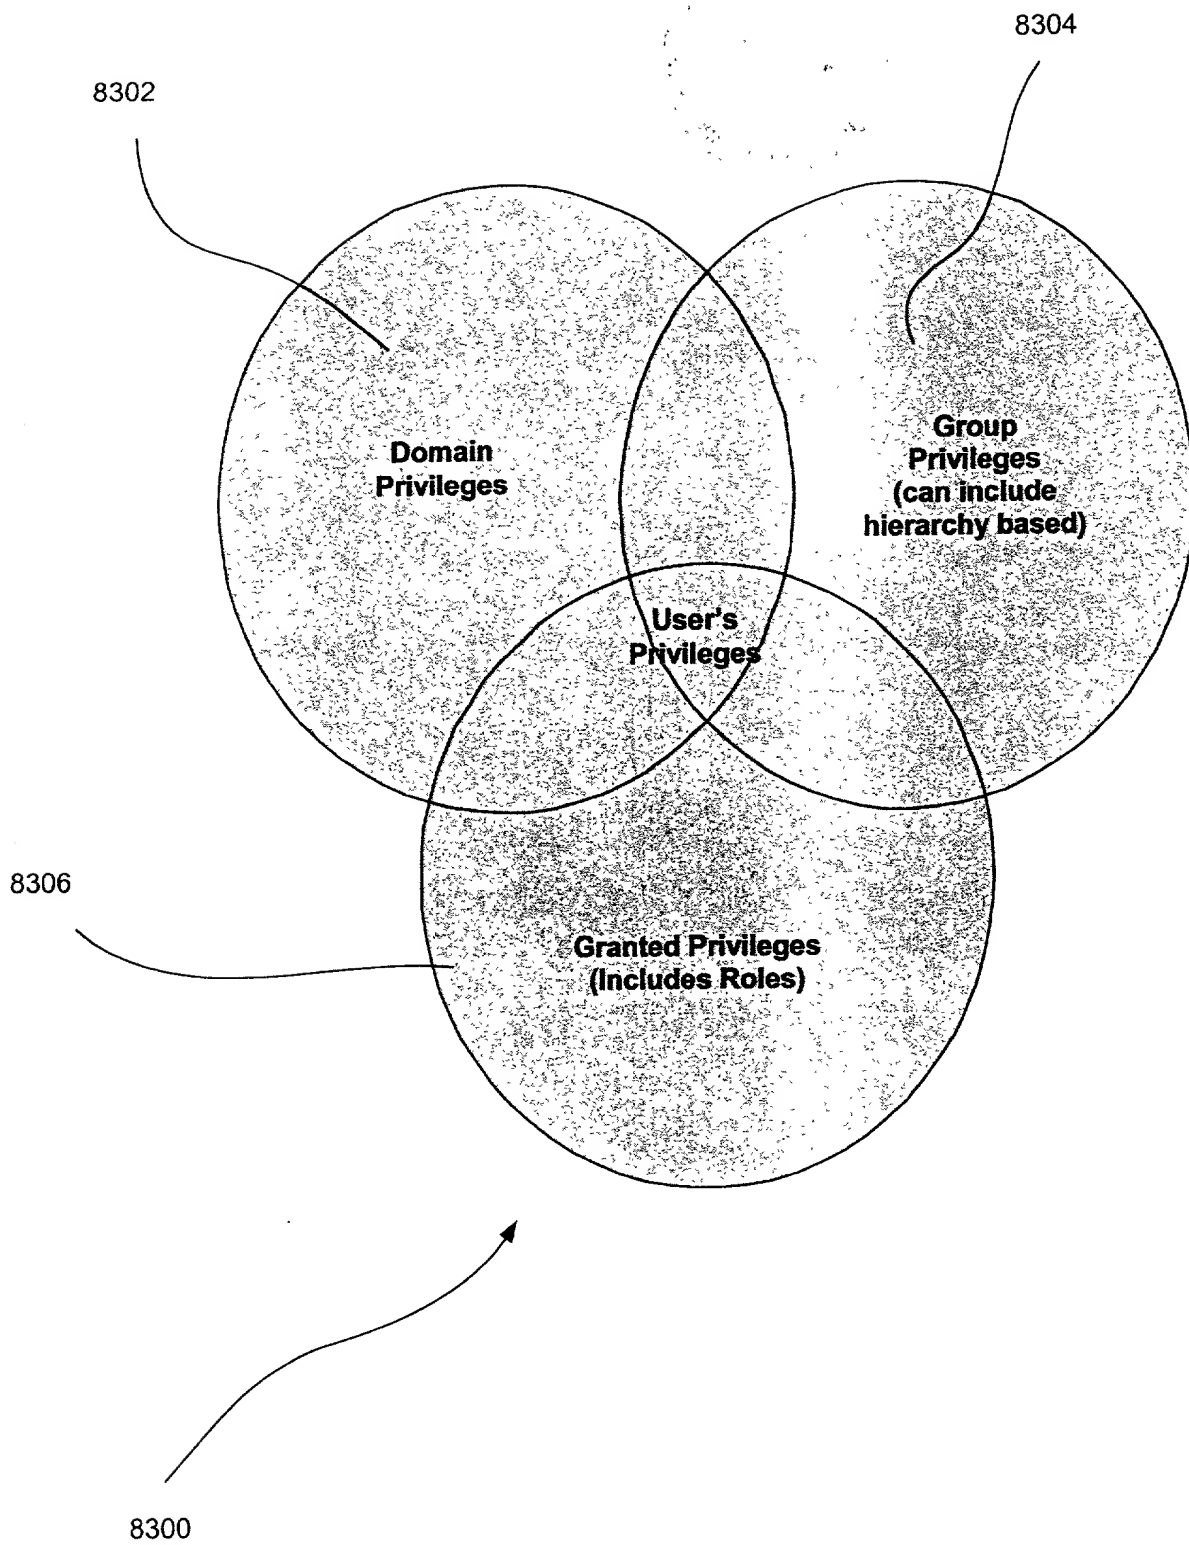 8304
8302
Domain
Privileges
Group
Privileges
(can include
hierarchy based)
User's
Privileges
8306
Granted Privileges
(Includes Roles)
8300